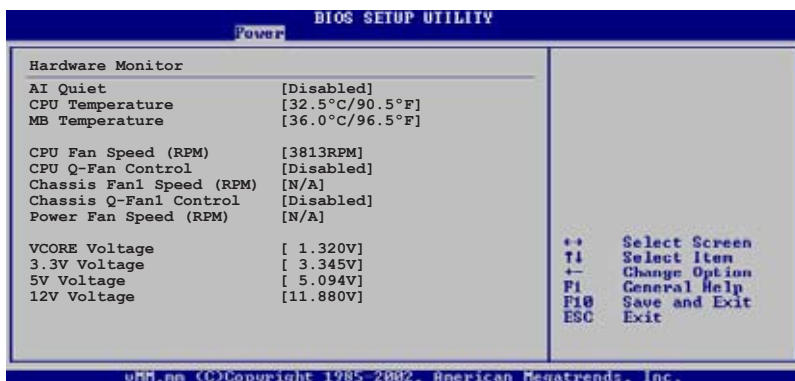 BIOS SETUP UTILITY
Power
Hardware Monitor
AI Quiet [Disabled]
CPU Temperature [32.5°C/90.5°F]
MB Temperature [36.0°C/96.5°F]
CPU Fan Speed (RPM) [3813RPM]
CPU Q-Fan Control [Disabled]
Chassis Fan1 Speed (RPM) [N/A]
Chassis Q-Fan1 Control [Disabled]
Power Fan Speed (RPM) [N/A]
VCORE Voltage [ 1.320V]
3.3V Voltage [ 3.345V]
5V Voltage [ 5.094V]
12V Voltage [11.880V]
←→ Select Screen
↑↓ Select Item
+- Change Option
F1 General Help
F10 Save and Exit
ESC Exit
vMM.mm (C)Copyright 1985-2002, American Megatrends, Inc.